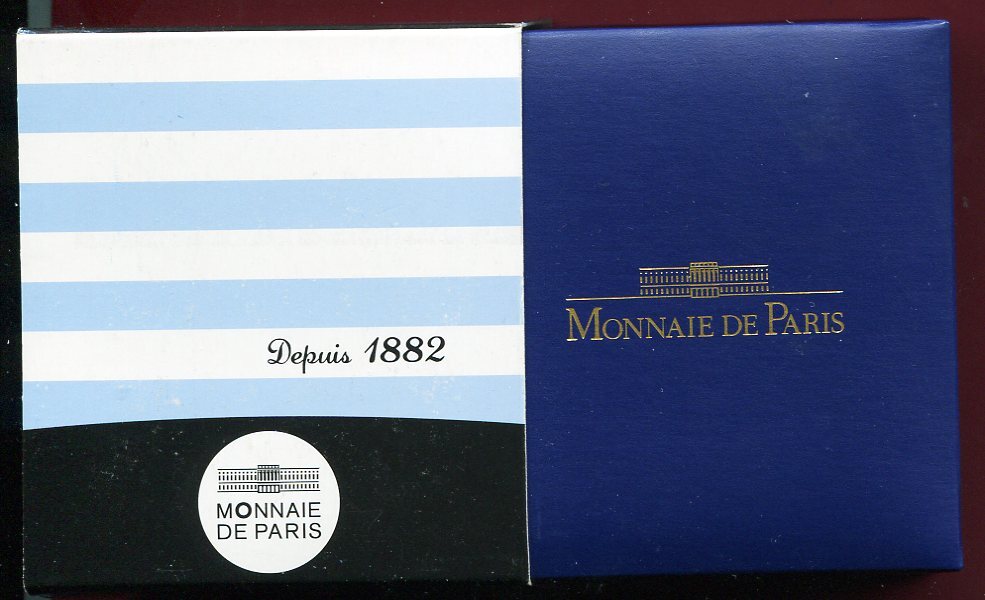 Depuis 1882
MONNAIE
DE PARIS
MONNAIE DE PARIS